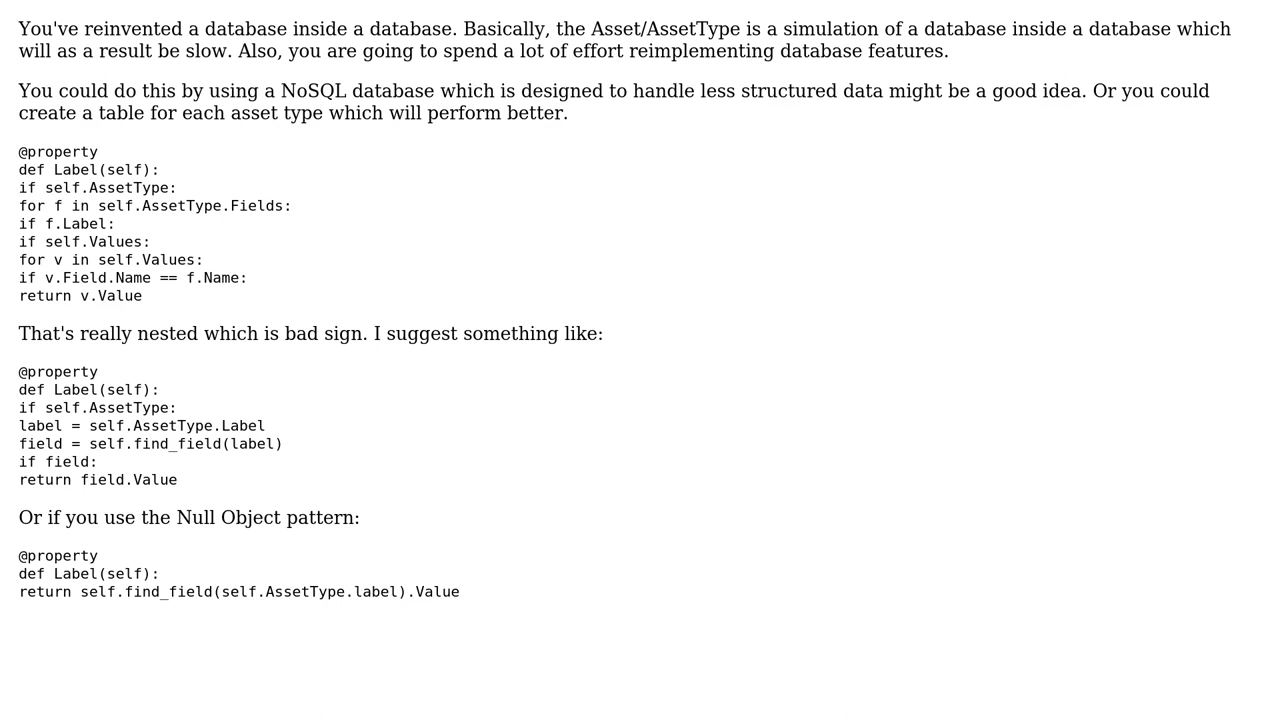 You've reinvented a database inside a database. Basically, the Asset/AssetType is a simulation of a database inside a database which
will as a result be slow. Also, you are going to spend a lot of effort reimplementing database features.
You could do this by using a NoSQL database which is designed to handle less structured data might be a good idea. Or you could
create a table for each asset type which will perform better.
@property
def Label(self):
if self.AssetType:
for f in self.AssetType.Fields:
if f.Label:
if self.Values:
for v in self.Values:
if v.Field.Name == f.Name:
return v.Value
That's really nested which is bad sign. I suggest something like:
@property
def Label(self):
if self.AssetType:
label = self.AssetType.Label
field = self.find_field(label)
if field:
return field.Value
Or if you use the Null Object pattern:
@property
def Label(self):
return self.find_field(self.AssetType.label).Value